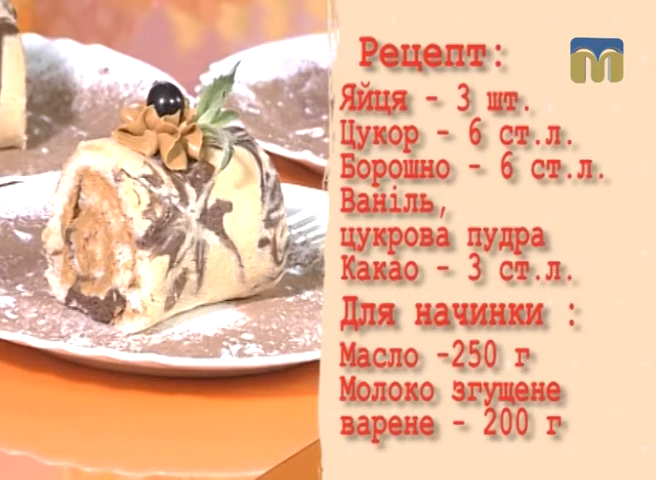 Рецепт:
Яйця - 3 шт.
Цукор - 6 ст.л.
Борошно - 6 ст.л.
Ваніль,
цукрова пудра
Какао - 3 ст.л.
Для начинки :
Масло -250 г
Молоко згущене
варене - 200 г